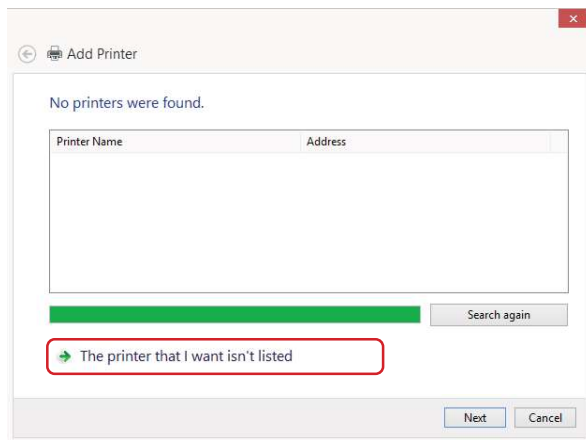 Add Printer
No printers were found.
Printer Name Address
Search again
The printer that I want isn't listed
Next Cancel